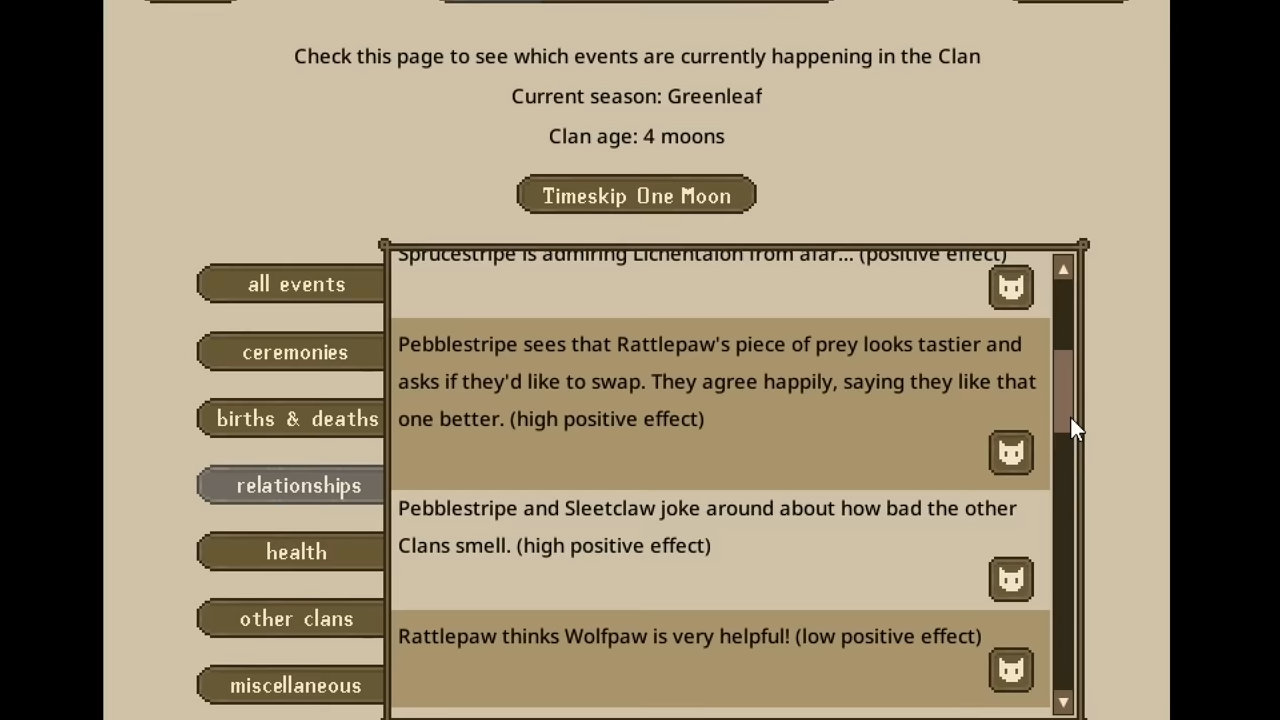 Check this page to see which events are currently happening in the Clan
Current season: Greenleaf
Clan age: 4 moons
Timeskip One Moon
all events
ceremonies
births & deaths
relationships
health
other clans
miscellaneous
Sprucestripe is admiring Lichentalon from afar... (positive effect)
Pebblestripe sees that Rattlepaw's piece of prey looks tastier and
asks if they'd like to swap. They agree happily, saying they like that
one better. (high positive effect)
Pebblestripe and Sleetclaw joke around about how bad the other
Clans smell. (high positive effect)
Rattlepaw thinks Wolfpaw is very helpful! (low positive effect)